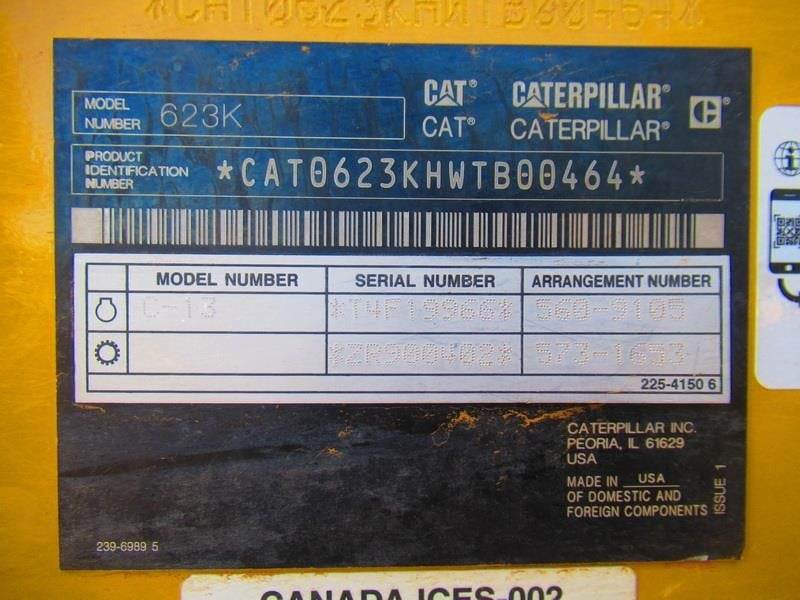 *CAT0623KHWTB00464*
MODEL NUMBER 623K
CAT® CATERPILLAR®
CAT® CATERPILLAR®
PRODUCT IDENTIFICATION NUMBER *CAT0623KHWTB00464*
MODEL NUMBER SERIAL NUMBER ARRANGEMENT NUMBER
C-13 *T4F19966* 560-9105
*ZR900402* 573-1653
225-4150 6
CATERPILLAR INC.
PEORIA, IL 61629
USA
MADE IN USA
OF DOMESTIC AND
FOREIGN COMPONENTS
ISSUE 1
239-6989 5
CANADA ICES-002